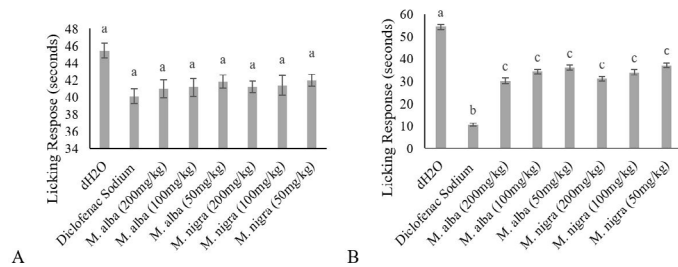 Licking Respose (seconds)
48
46
44
42
40
38
36
34
a
a
a
a
a
a
a
a
dH2O
Diclofenac Sodium
M. alba (200mg/kg)
M. alba (100mg/kg)
M. alba (50mg/kg)
M. nigra (200mg/kg)
M. nigra (100mg/kg)
M. nigra (50mg/kg)
A
Licking Response (seconds)
60
50
40
30
20
10
0
a
b
c
c
c
c
c
c
dH2O
Diclofenac Sodium
M. alba (200mg/kg)
M. alba (100mg/kg)
M. alba (50mg/kg)
M. nigra (200mg/kg)
M. nigra (100mg/kg)
M. nigra (50mg/kg)
B